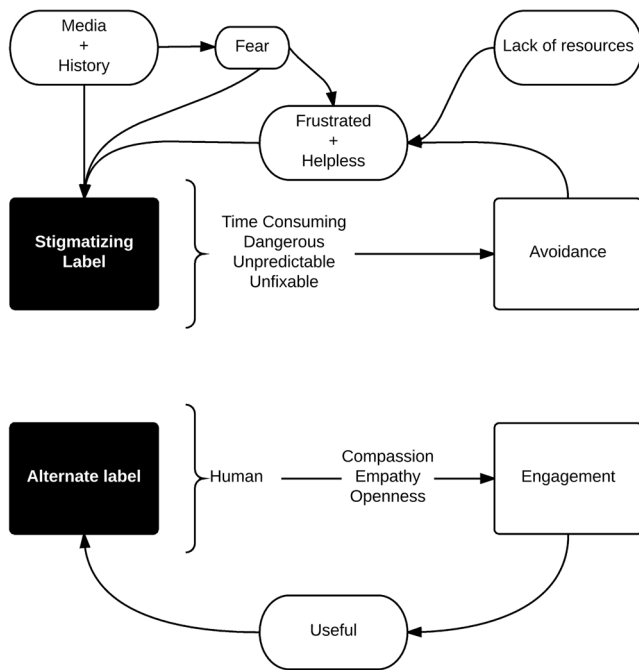 Media
+
History
Fear
Lack of resources
Frustrated
+
Helpless
Stigmatizing
Label
Time Consuming
Dangerous
Unpredictable
Unfixable
Avoidance
Alternate label
Human
Compassion
Empathy
Openness
Engagement
Useful